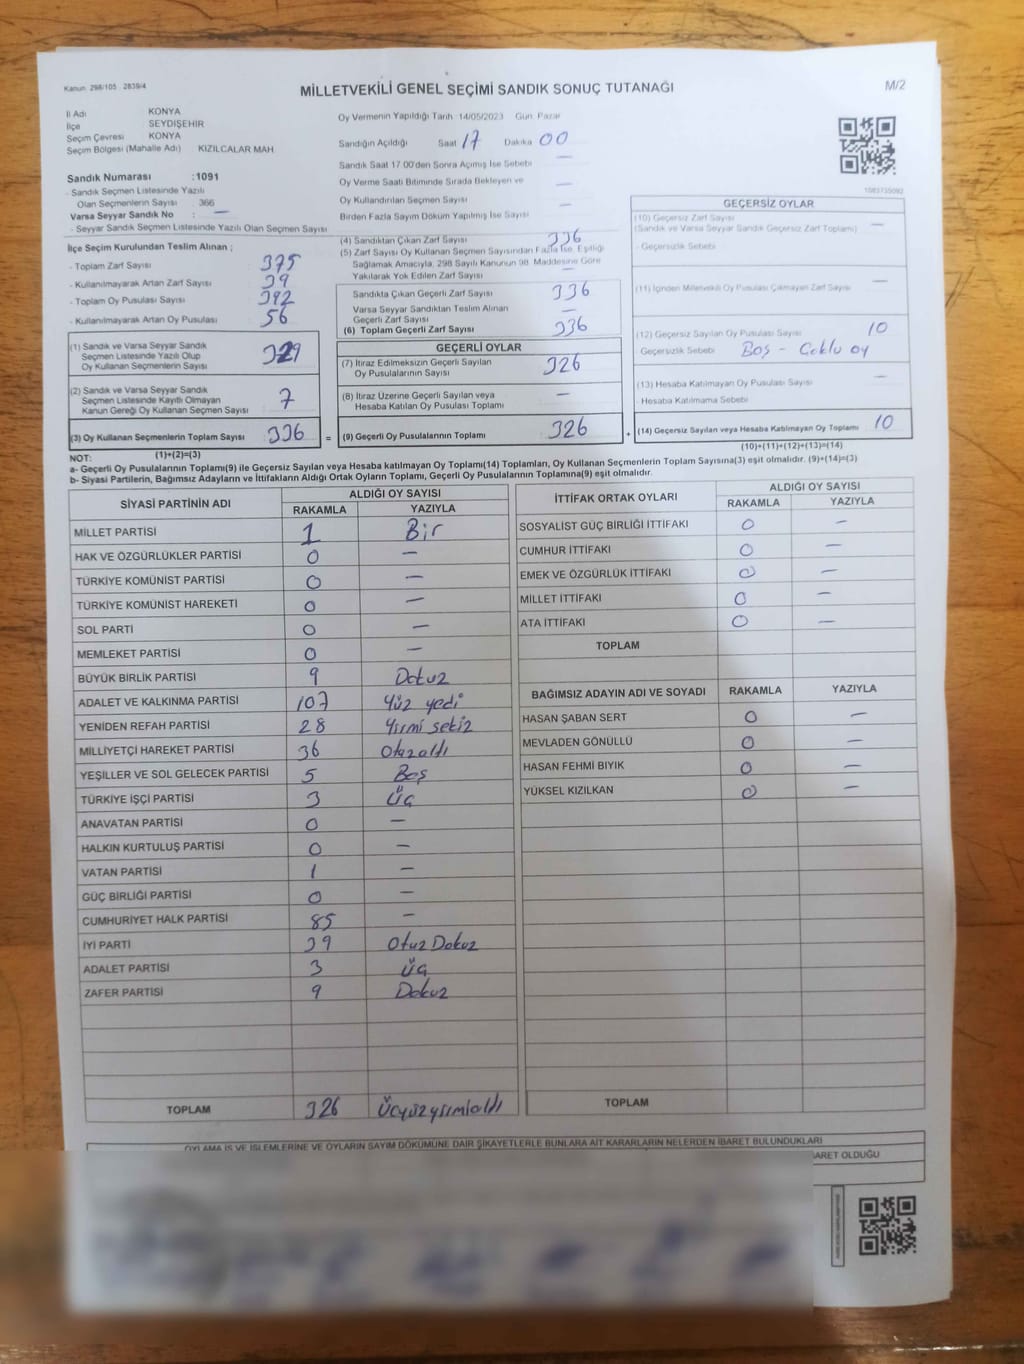 Kanun: 298/105 2839/4
MİLLETVEKİLİ GENEL SEÇİMİ SANDIK SONUÇ TUTANAĞI
M/2
İl Adı KONYA
İlçe SEYDİŞEHİR
Seçim Çevresi KONYA
Seçim Bölgesi (Mahalle Adı) KIZILCALAR MAH.
Sandık Numarası :1091
- Sandık Seçmen Listesinde Yazılı
Olan Seçmenlerin Sayısı : 366
Varsa Seyyar Sandık No : —
- Seyyar Sandık Seçmen Listesinde Yazılı Olan Seçmen Sayısı
Oy Vermenin Yapıldığı Tarih 14/05/2023 Gün: Pazar
Sandığın Açıldığı Saat 17 Dakika 00
Sandık Saat 17.00'den Sonra Açımış İse Sebebi —
Oy Verme Saati Bitiminde Sırada Bekleyen ve —
Oy Kullandırılan Seçmen Sayısı —
Birden Fazla Sayım Döküm Yapılmış İse Sayısı —
1083735092
İlçe Seçim Kurulundan Teslim Alınan ;
- Toplam Zarf Sayısı 375
- Kullanılmayarak Artan Zarf Sayısı 39
- Toplam Oy Pusulası Sayısı 392
- Kullanılmayarak Artan Oy Pusulası 56
(1) Sandık ve Varsa Seyyar Sandık
Seçmen Listesinde Yazılı Olup
Oy Kullanan Seçmenlerin Sayısı 329
(2) Sandık ve Varsa Seyyar Sandık
Seçmen Listesinde Kayıtlı Olmayan
Kanun Gereği Oy Kullanan Seçmen Sayısı 7
(3) Oy Kullanan Seçmenlerin Toplam Sayısı 336 =
(4) Sandıktan Çıkan Zarf Sayısı 336
(5) Zarf Sayısı Oy Kullanan Seçmen Sayısından Fazla İse, Eşitliği
Sağlamak Amacıyla, 298 Sayılı Kanunun 98. Maddesine Göre
Yakılarak Yok Edilen Zarf Sayısı —
Sandıkta Çıkan Geçerli Zarf Sayısı 336
Varsa Seyyar Sandıktan Teslim Alınan
Geçerli Zarf Sayısı —
(6) Toplam Geçerli Zarf Sayısı 336
GEÇERLİ OYLAR
(7) İtiraz Edilmeksizin Geçerli Sayılan
Oy Pusulalarının Sayısı 326
(8) İtiraz Üzerine Geçerli Sayılan veya
Hesaba Katılan Oy Pusulası Toplamı —
(9) Geçerli Oy Pusulalarının Toplamı 326 +
GEÇERSİZ OYLAR
(10) Geçersiz Zarf Sayısı
(Sandık ve Varsa Seyyar Sandık Geçersiz Zarf Toplamı) —
- Geçersizlik Sebebi
(11) İçinden Milletvekili Oy Pusulası Çıkmayan Zarf Sayısı —
(12) Geçersiz Sayılan Oy Pusulası Sayısı 10
Geçersizlik Sebebi Boş - Çoklu oy
(13) Hesaba Katılmayan Oy Pusulası Sayısı —
- Hesaba Katılmama Sebebi
(14) Geçersiz Sayılan veya Hesaba Katılmayan Oy Toplamı 10
NOT: (1)+(2)=(3) (10)+(11)+(12)+(13)=(14)
a- Geçerli Oy Pusulalarının Toplamı(9) ile Geçersiz Sayılan veya Hesaba katılmayan Oy Toplamı(14) Toplamları, Oy Kullanan Seçmenlerin Toplam Sayısına(3) eşit olmalıdır. (9)+(14)=(3)
b- Siyasi Partilerin, Bağımsız Adayların ve İttifakların Aldığı Ortak Oyların Toplamı, Geçerli Oy Pusulalarının Toplamına(9) eşit olmalıdır.
SİYASİ PARTİNİN ADI ALDIĞI OY SAYISI
RAKAMLA YAZIYLA
MİLLET PARTİSİ 1 Bir
HAK VE ÖZGÜRLÜKLER PARTİSİ 0 —
TÜRKİYE KOMÜNİST PARTİSİ 0 —
TÜRKİYE KOMÜNİST HAREKETİ 0 —
SOL PARTİ 0 —
MEMLEKET PARTİSİ 0 —
BÜYÜK BİRLİK PARTİSİ 9 Dokuz
ADALET VE KALKINMA PARTİSİ 107 Yüz yedi
YENİDEN REFAH PARTİSİ 28 Yirmi sekiz
MİLLİYETÇİ HAREKET PARTİSİ 36 Otuzaltı
YEŞİLLER VE SOL GELECEK PARTİSİ 5 Beş
TÜRKİYE İŞÇİ PARTİSİ 3 Üç
ANAVATAN PARTİSİ 0 —
HALKIN KURTULUŞ PARTİSİ 0 —
VATAN PARTİSİ 1 —
GÜÇ BİRLİĞİ PARTİSİ 0 —
CUMHURİYET HALK PARTİSİ 85 —
İYİ PARTİ 39 Otuz Dokuz
ADALET PARTİSİ 3 Üç
ZAFER PARTİSİ 9 Dokuz
TOPLAM 326 Üçyüzyirmialtı
İTTİFAK ORTAK OYLARI ALDIĞI OY SAYISI
RAKAMLA YAZIYLA
SOSYALİST GÜÇ BİRLİĞİ İTTİFAKI 0 —
CUMHUR İTTİFAKI 0 —
EMEK VE ÖZGÜRLÜK İTTİFAKI 0 —
MİLLET İTTİFAKI 0 —
ATA İTTİFAKI 0 —
TOPLAM
BAĞIMSIZ ADAYIN ADI VE SOYADI RAKAMLA YAZIYLA
HASAN ŞABAN SERT 0 —
MEVLADEN GÖNÜLLÜ 0 —
HASAN FEHMİ BIYIK 0 —
YÜKSEL KIZILKAN 0 —
TOPLAM
OYLAMA İŞ VE İŞLEMLERİNE VE OYLARIN SAYIM DÖKÜMÜNE DAİR ŞİKAYETLERLE BUNLARA AİT KARARLARIN NELERDEN İBARET BULUNDUKLARI
OLDUĞU